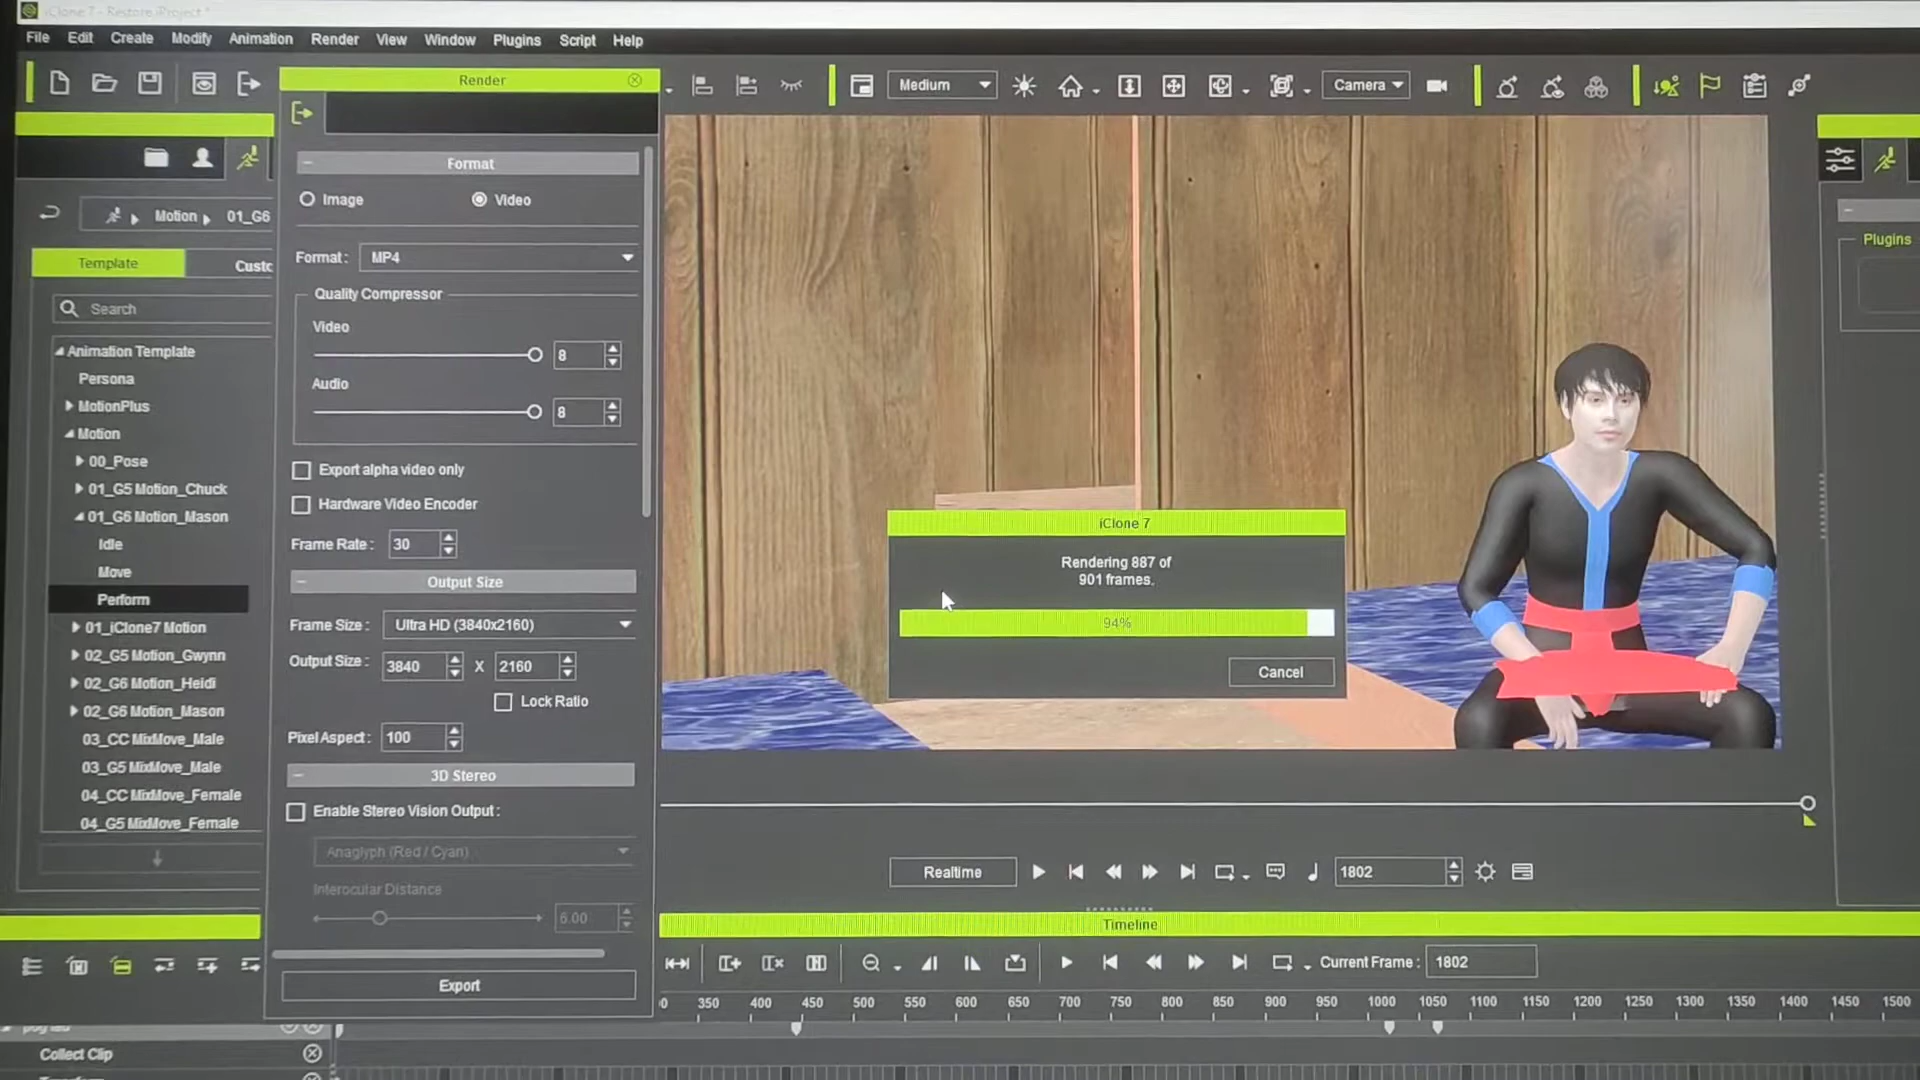 iClone 7 - Restore.iProject *
File Edit Create Modify Animation Render View Window Plugins Script Help
Render
Medium
Camera
Format
Image
Video
Motion
01_G6
Plugins
Format :
MP4
Template
Custo
Quality Compressor
Search
Video
8
Animation Template
Persona
Audio
MotionPlus
8
Motion
00_Pose
Export alpha video only
01_G5 Motion_Chuck
Hardware Video Encoder
01_G6 Motion_Mason
iClone 7
Idle
Frame Rate :
30
Rendering 887 of
901 frames.
Move
Output Size
Perform
94%
01_iClone7 Motion
Frame Size :
Ultra HD (3840x2160)
02_G5 Motion_Gwynn
Output Size :
3840
X
2160
Cancel
02_G6 Motion_Heidi
Lock Ratio
02_G6 Motion_Mason
Pixel Aspect :
100
03_CC MixMove_Male
03_G5 MixMove_Male
3D Stereo
04_CC MixMove_Female
Enable Stereo Vision Output :
04_G5 MixMove_Female
Anaglyph (Red / Cyan)
Realtime
1802
Interocular Distance
6.00
Timeline
Current Frame :
1802
Export
0 350 400 450 500 550 600 650 700 750 800 850 900 950 1000 1050 1100 1150 1200 1250 1300 1350 1400 1450 1500
Collect Clip